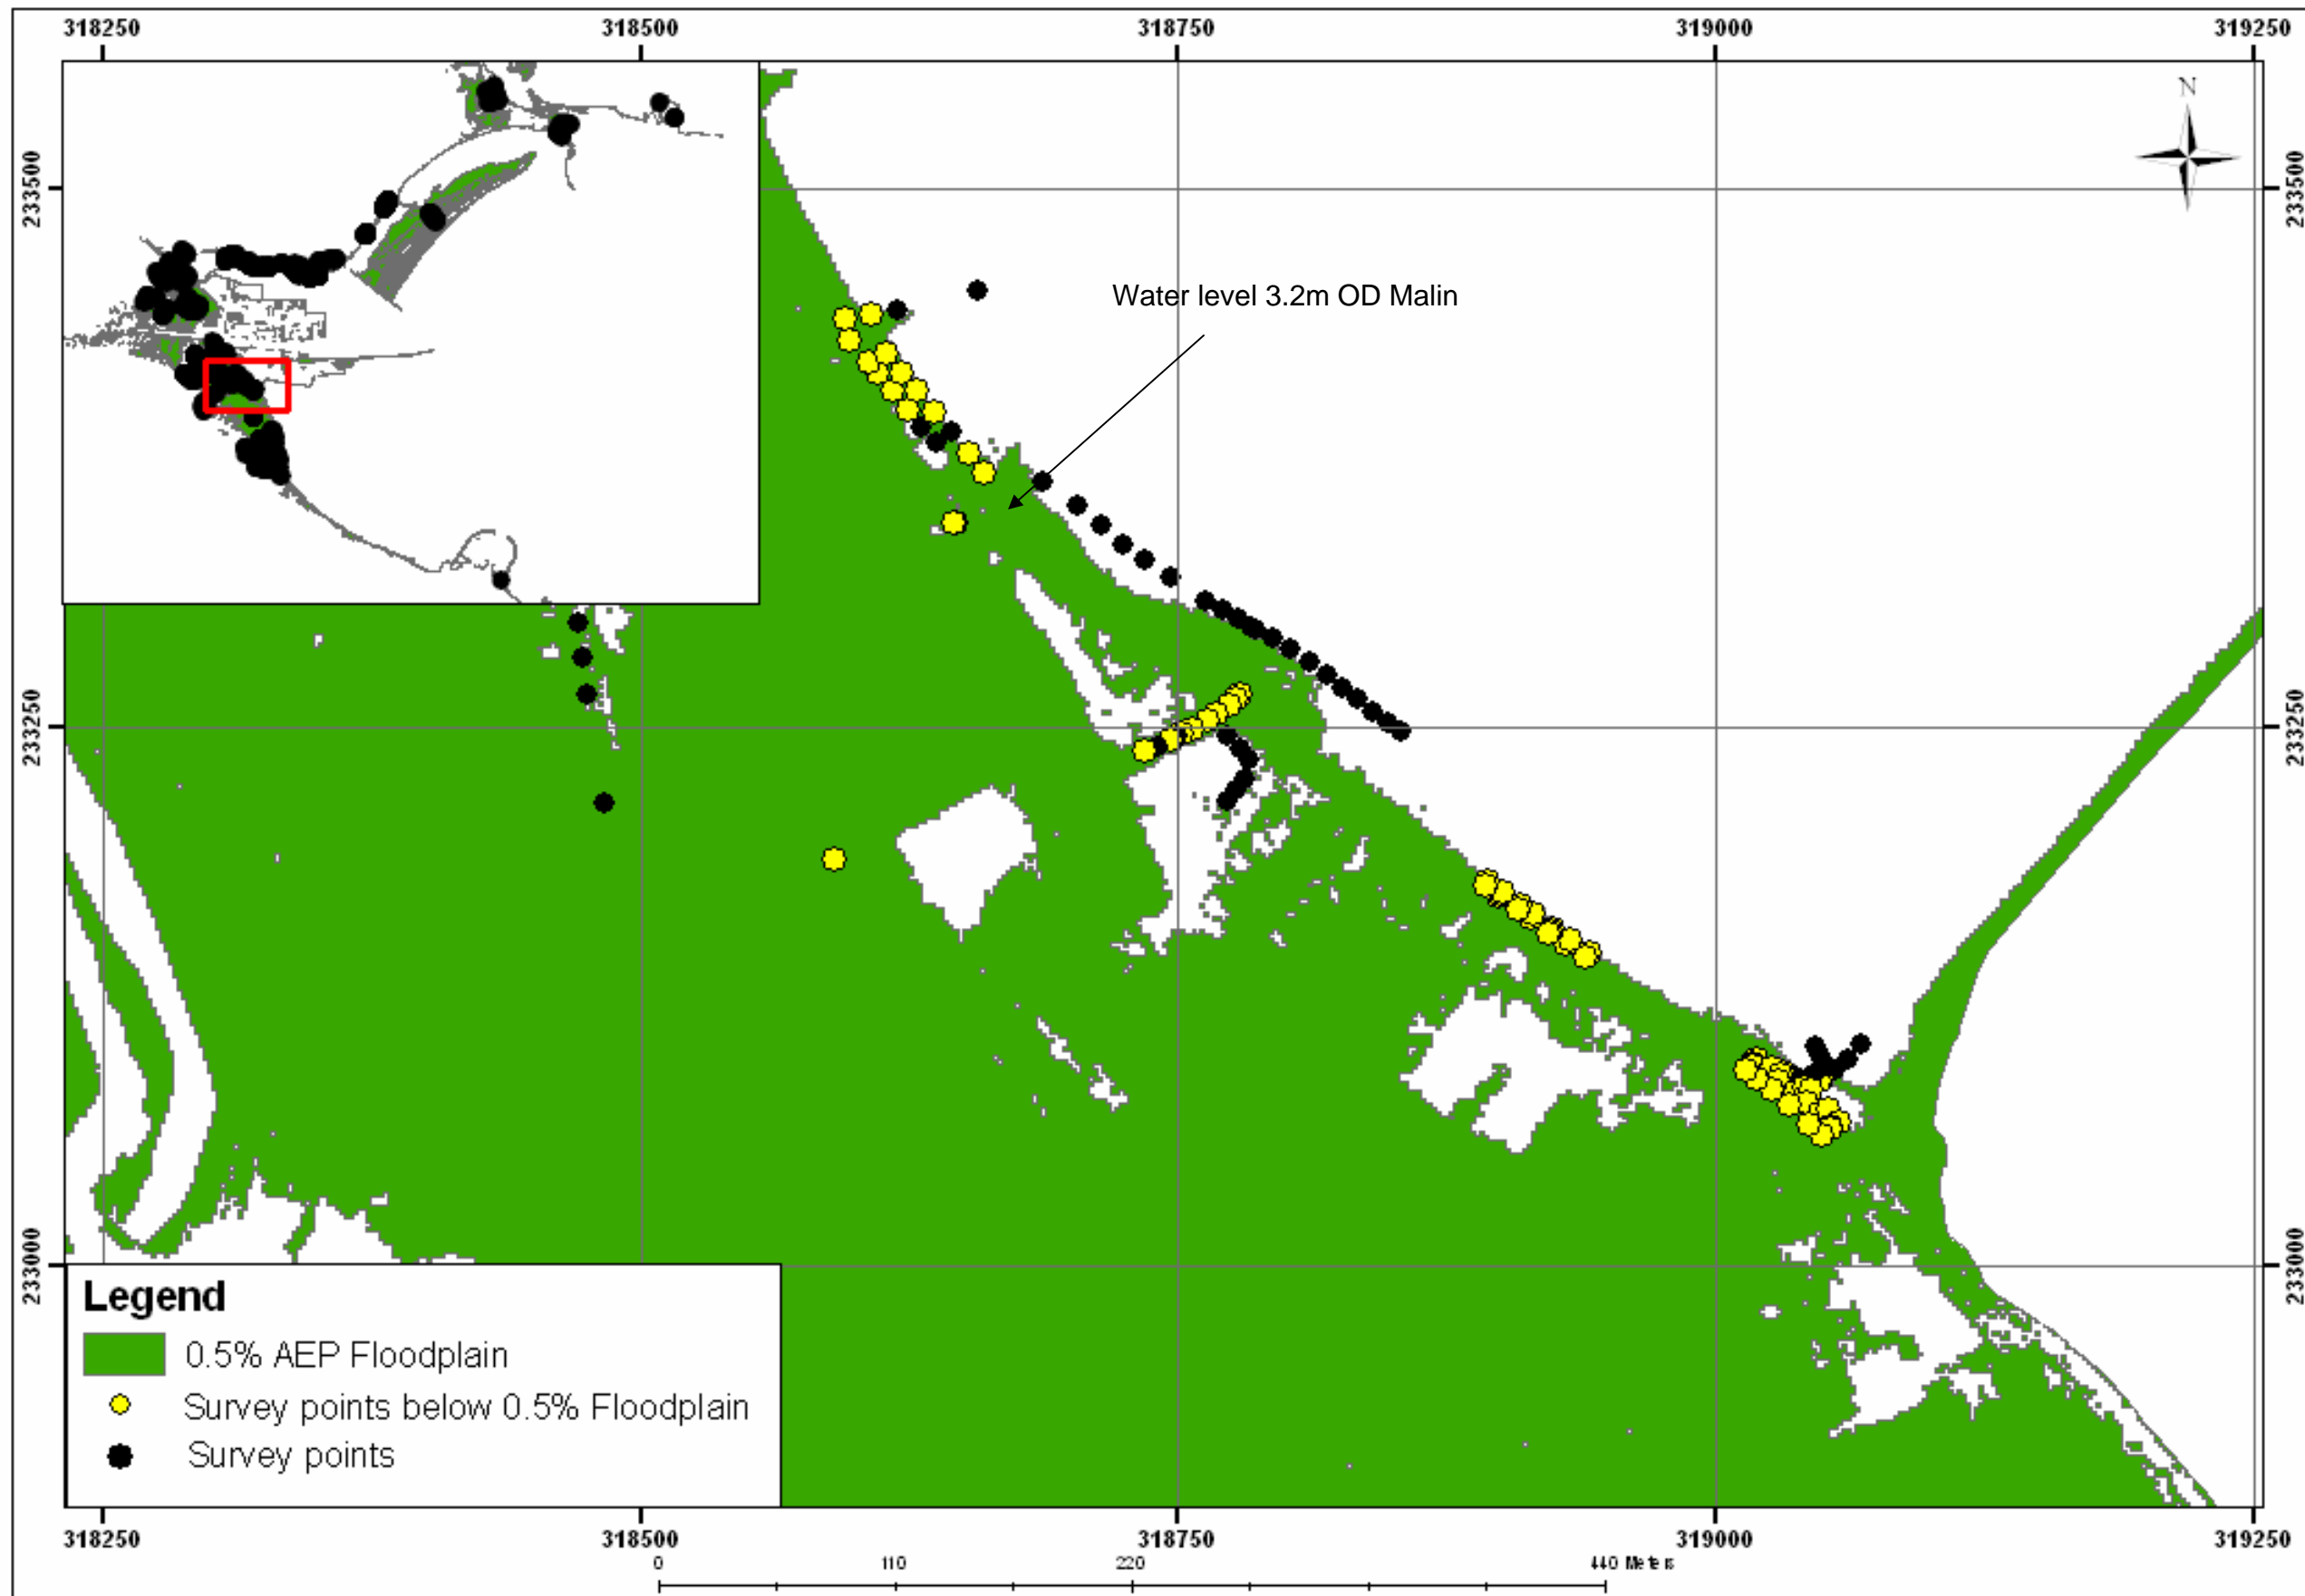 318250 318500 318750 319000 319250
N
233500 233500
Water level 3.2m OD Malin
233250 233250
233000 233000
Legend
0.5% AEP Floodplain
Survey points below 0.5% Floodplain
Survey points
318250 318500 318750 319000 319250
0 110 220 440 Meters